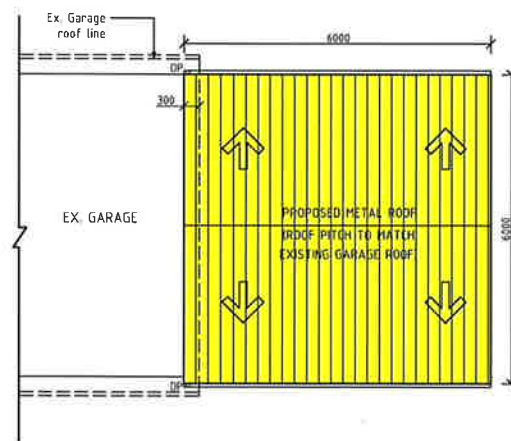 Ex. Garage
roof line
6000
DP
300
EX. GARAGE
PROPOSED METAL ROOF
(ROOF PITCH TO MATCH
EXISTING GARAGE ROOF)
6000
DP